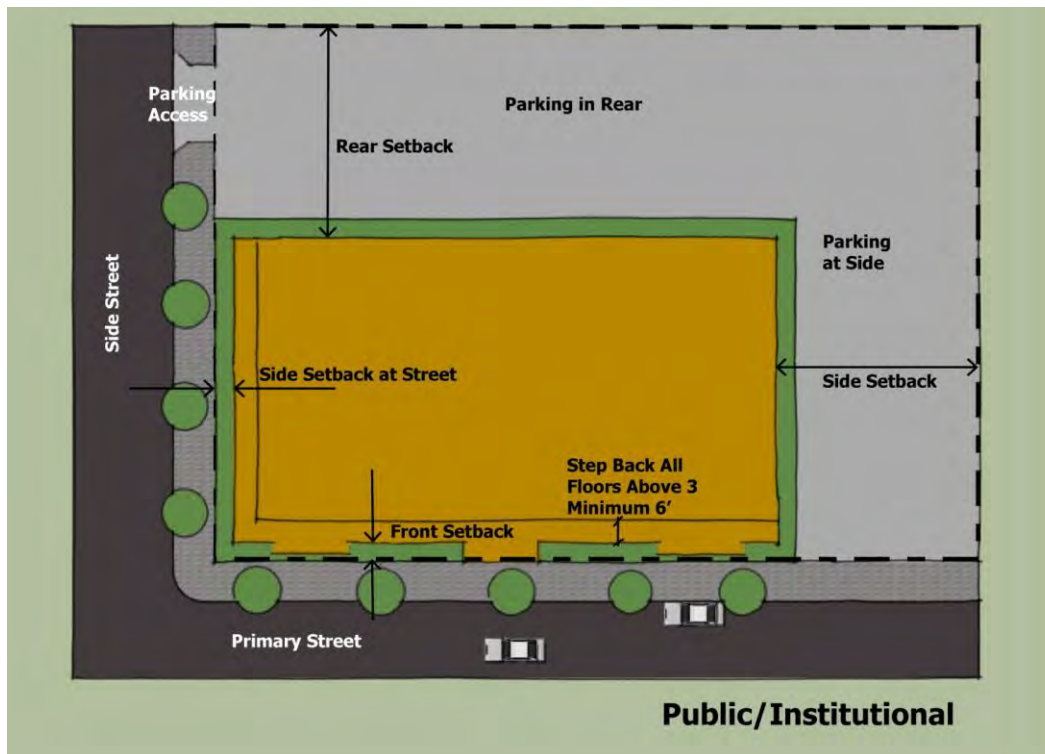 Parking
Access
Parking in Rear
Rear Setback
Parking
at Side
Side Street
Side Setback at Street
Side Setback
Step Back All
Floors Above 3
Minimum 6’
Front Setback
Primary Street
Public/Institutional